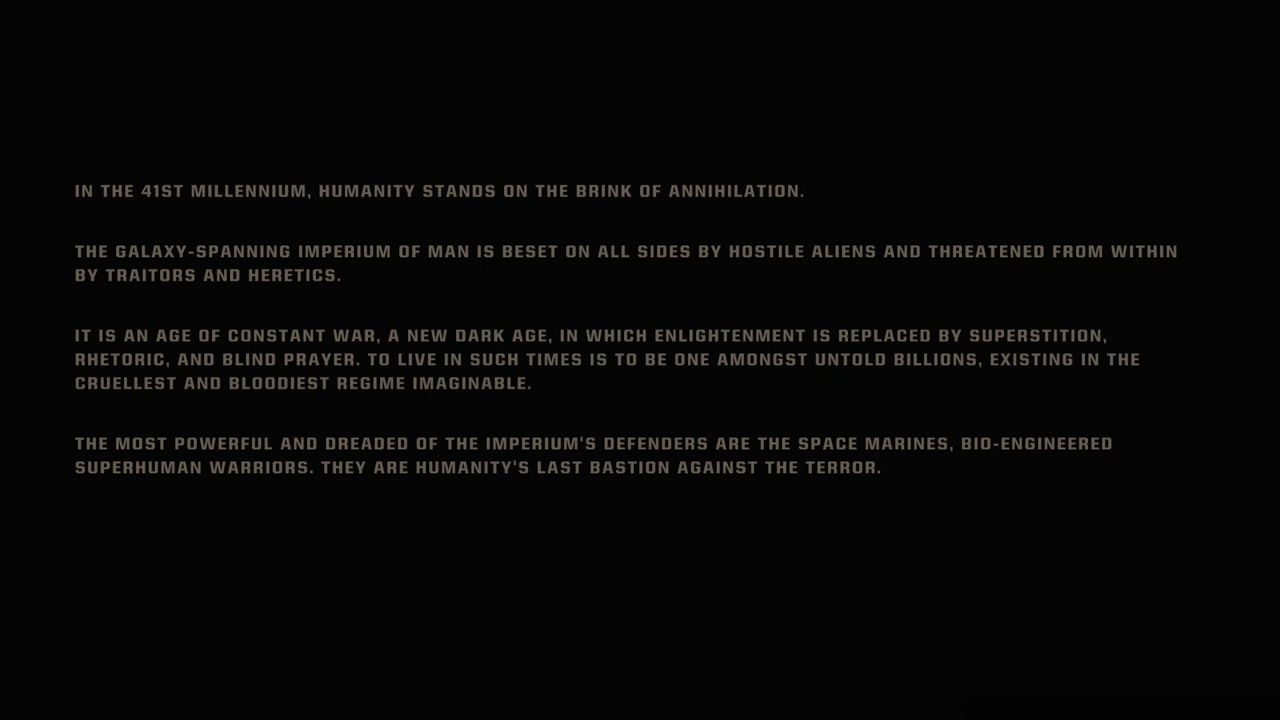 IN THE 41ST MILLENNIUM, HUMANITY STANDS ON THE BRINK OF ANNIHILATION.
THE GALAXY-SPANNING IMPERIUM OF MAN IS BESET ON ALL SIDES BY HOSTILE ALIENS AND THREATENED FROM WITHIN
BY TRAITORS AND HERETICS.
IT IS AN AGE OF CONSTANT WAR, A NEW DARK AGE, IN WHICH ENLIGHTENMENT IS REPLACED BY SUPERSTITION,
RHETORIC, AND BLIND PRAYER. TO LIVE IN SUCH TIMES IS TO BE ONE AMONGST UNTOLD BILLIONS, EXISTING IN THE
CRUELLEST AND BLOODIEST REGIME IMAGINABLE.
THE MOST POWERFUL AND DREADED OF THE IMPERIUM'S DEFENDERS ARE THE SPACE MARINES, BIO-ENGINEERED
SUPERHUMAN WARRIORS. THEY ARE HUMANITY'S LAST BASTION AGAINST THE TERROR.